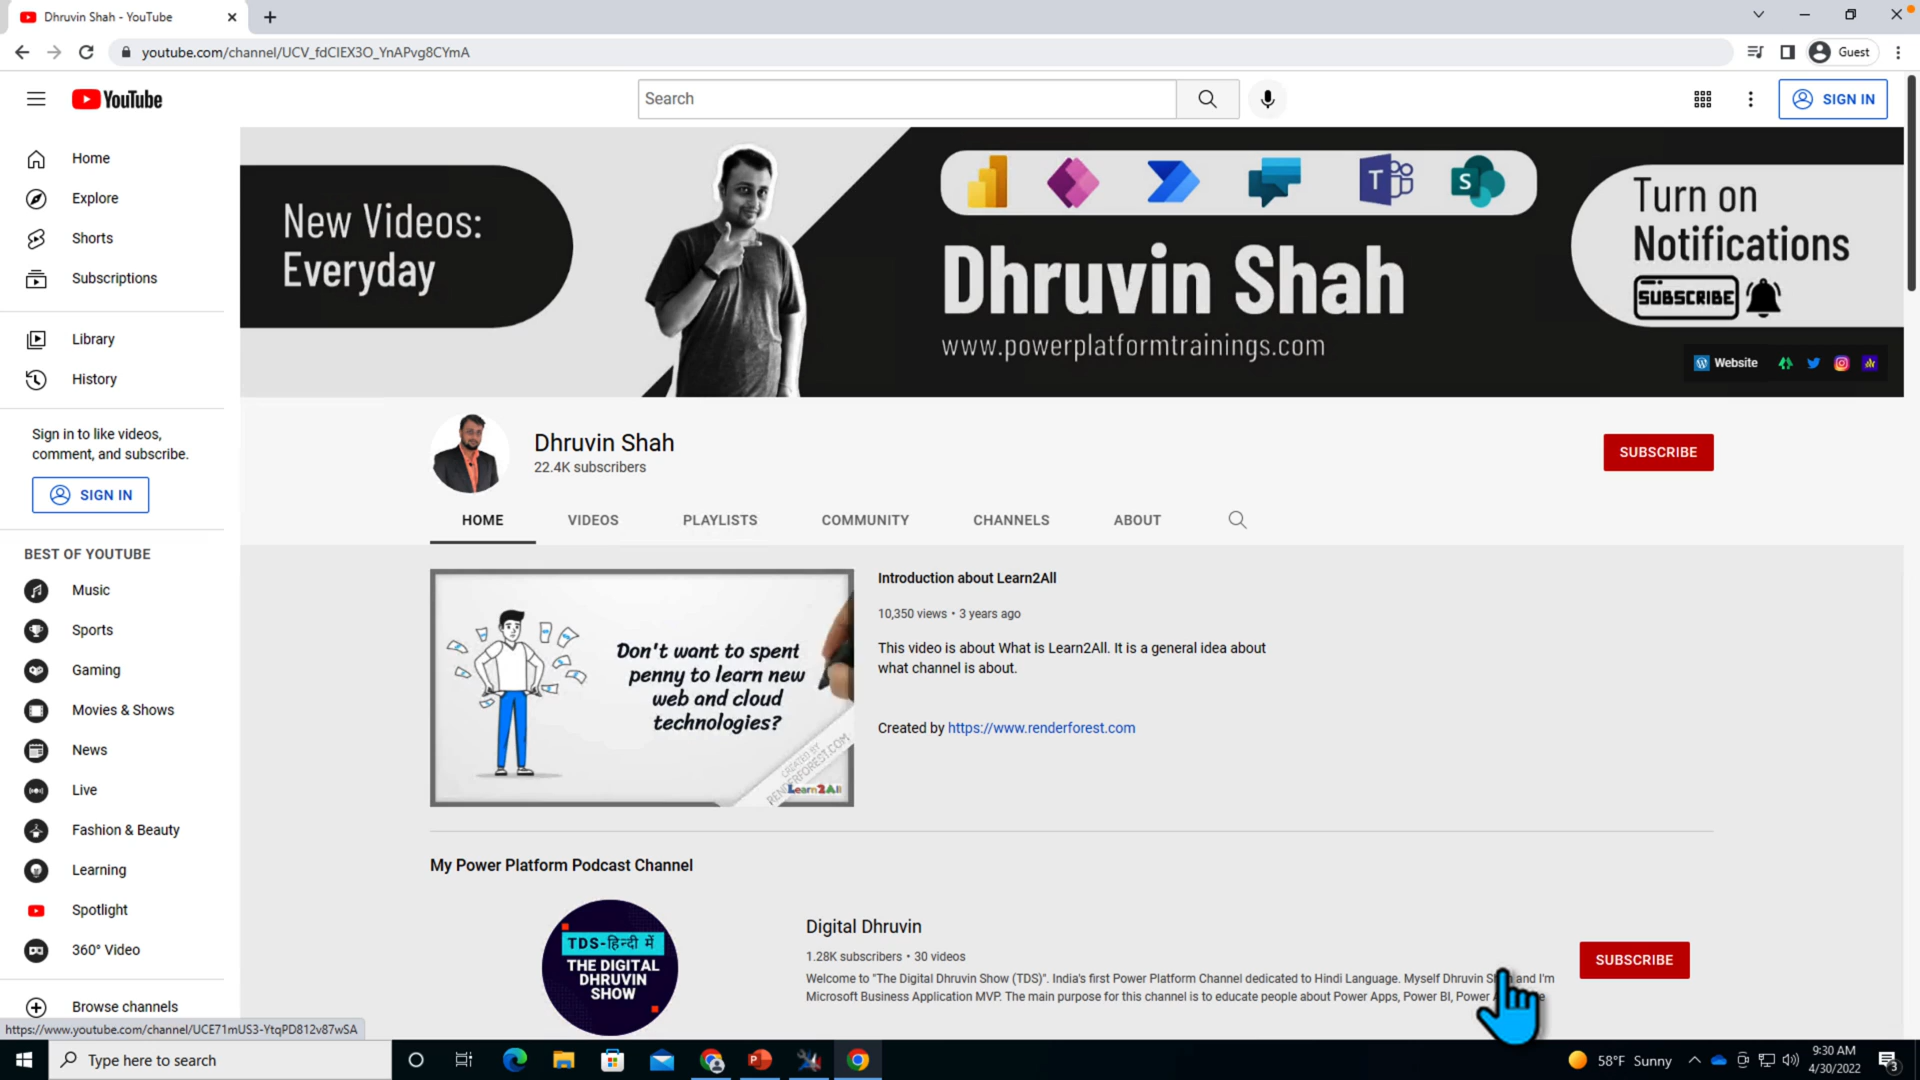 Dhruvin Shah - YouTube
youtube.com/channel/UCV_fdCIEX3O_YnAPvg8CYmA
Guest
YouTube
Search
SIGN IN
Home
Explore
Shorts
Subscriptions
Library
History
Sign in to like videos,
comment, and subscribe.
SIGN IN
BEST OF YOUTUBE
Music
Sports
Gaming
Movies & Shows
News
Live
Fashion & Beauty
Learning
Spotlight
360° Video
Browse channels
https://www.youtube.com/channel/UCE71mUS3-YtqPD812v87wSA
New Videos:
Everyday
T
S
Dhruvin Shah
www.powerplatformtrainings.com
Turn on
Notifications
SUBSCRIBE
Website
Dhruvin Shah
22.4K subscribers
SUBSCRIBE
HOME VIDEOS PLAYLISTS COMMUNITY CHANNELS ABOUT
Don't want to spent
penny to learn new
web and cloud
technologies?
CREATED BY
RENDERFOREST.COM
Learn2All
Introduction about Learn2All
10,350 views • 3 years ago
This video is about What is Learn2All. It is a general idea about
what channel is about.
Created by https://www.renderforest.com
My Power Platform Podcast Channel
TDS-हिन्दी में
THE DIGITAL
DHRUVIN
SHOW
Digital Dhruvin
1.28K subscribers • 30 videos
Welcome to "The Digital Dhruvin Show (TDS)". India's first Power Platform Channel dedicated to Hindi Language. Myself Dhruvin and I'm
Microsoft Business Application MVP. The main purpose for this channel is to educate people about Power Apps, Power BI, Power
SUBSCRIBE
Type here to search
58°F Sunny
9:30 AM
4/30/2022
3